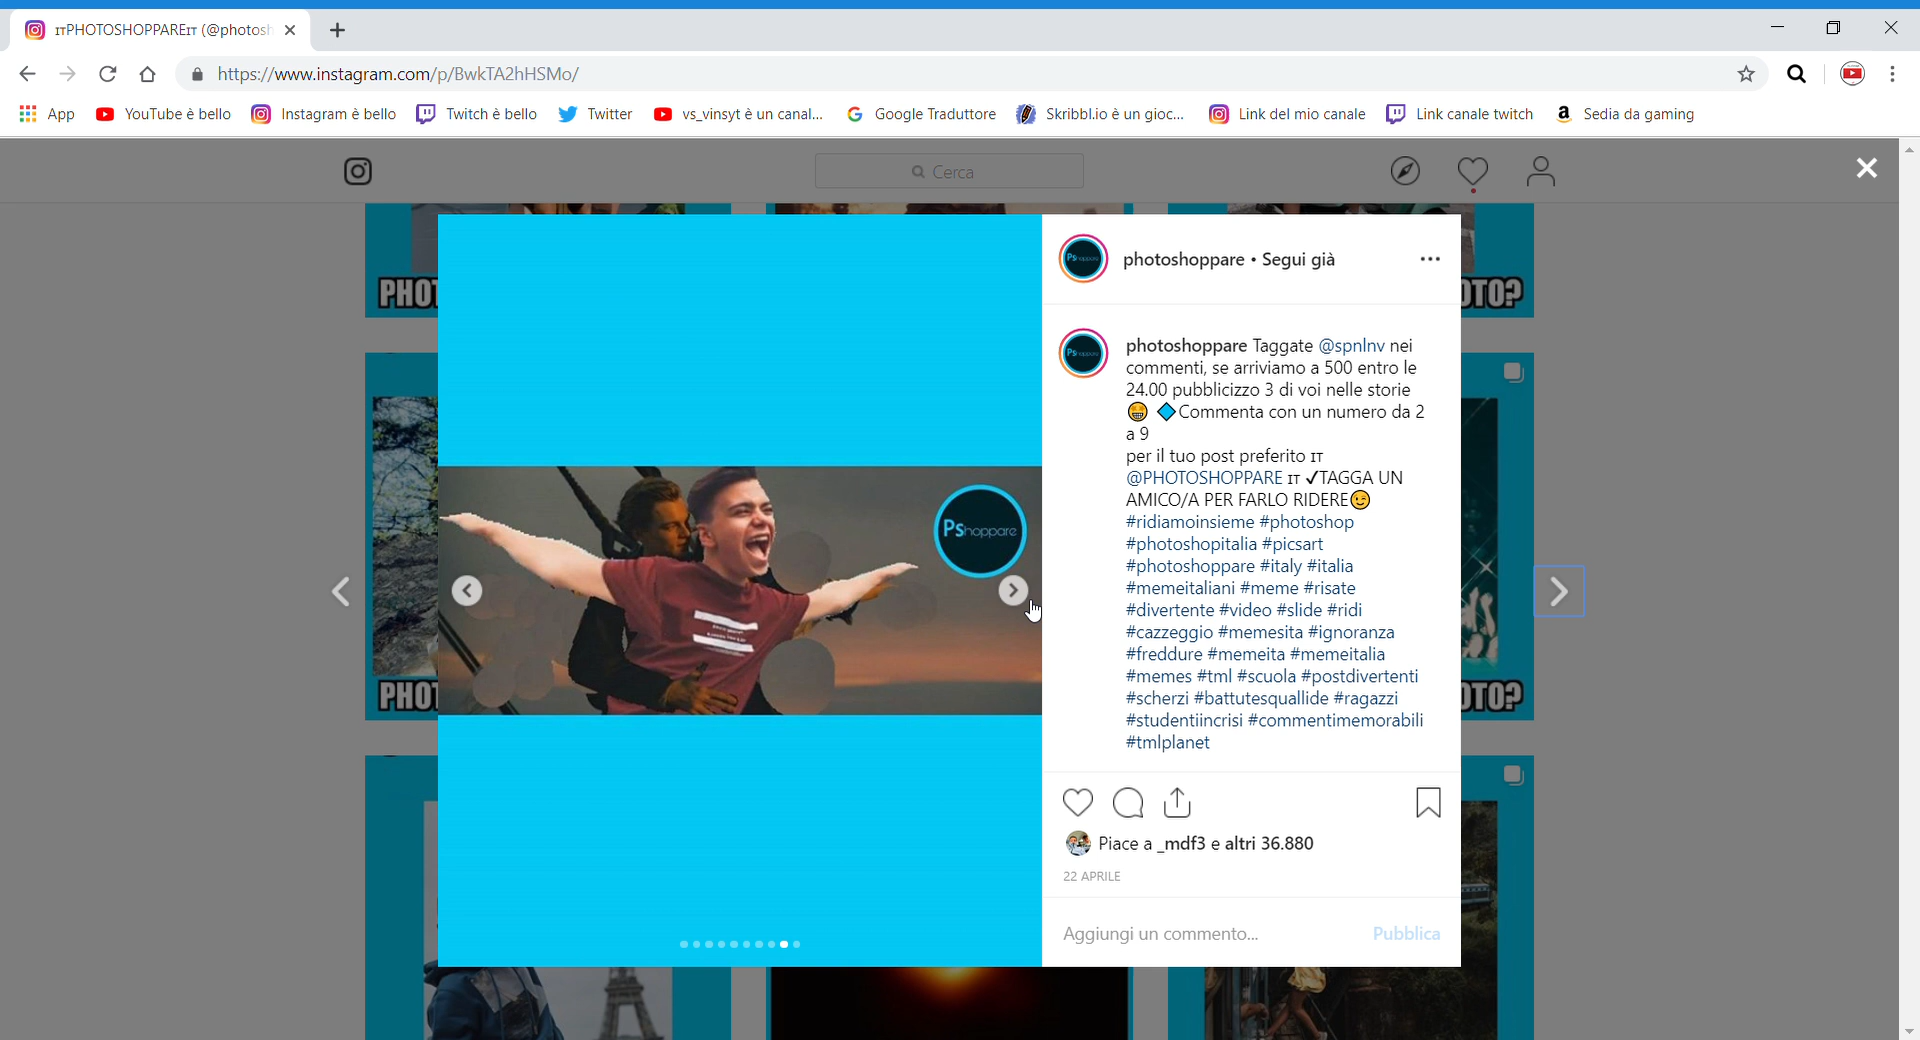 ɪᴛPHOTOSHOPPAREɪᴛ (@photosh
https://www.instagram.com/p/BwkTA2hHSMo/
App YouTube è bello Instagram è bello Twitch è bello Twitter vs_vinsyt è un canal... Google Traduttore Skribbl.io è un gioc... Link del mio canale Link canale twitch Sedia da gaming
Cerca
photoshoppare • Segui già
photoshoppare Taggate @spnlnv nei
commenti, se arriviamo a 500 entro le
24.00 pubblicizzo 3 di voi nelle storie
🤩 🔷Commenta con un numero da 2
a 9
per il tuo post preferito ɪᴛ
@PHOTOSHOPPARE ɪᴛ ✓TAGGA UN
AMICO/A PER FARLO RIDERE😉
#ridiamoinsieme #photoshop
#photoshopitalia #picsart
#photoshoppare #italy #italia
#memeitaliani #meme #risate
#divertente #video #slide #ridi
#cazzeggio #memesita #ignoranza
#freddure #memeita #memeitalia
#memes #tml #scuola #postdivertenti
#scherzi #battutesquallide #ragazzi
#studentiincrisi #commentimemorabili
#tmlplanet
Piace a _mdf3 e altri 36.880
22 APRILE
Aggiungi un commento... Pubblica
PShoppare
PHOT
OTO?
PHOT
OTO?